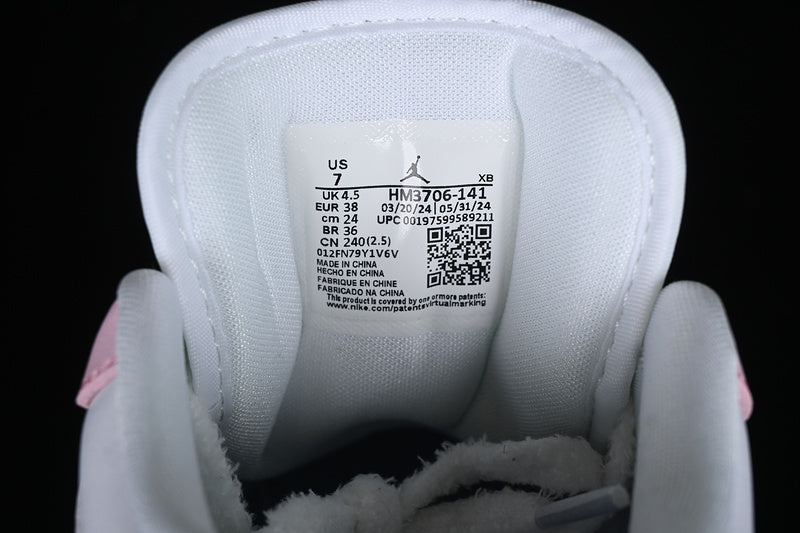 US
7 XB
UK 4.5 HM3706-141
EUR 38 03/20/24 | 05/31/24
cm 24 UPC 00197599589211
BR 36
CN 240(2.5)
012FN79Y1V6V
MADE IN CHINA
HECHO EN CHINA
FABRIQUE EN CHINE
FABRICADO NA CHINA
This product is covered by one or more patents:
www.nike.com/patentsvirtualmarking